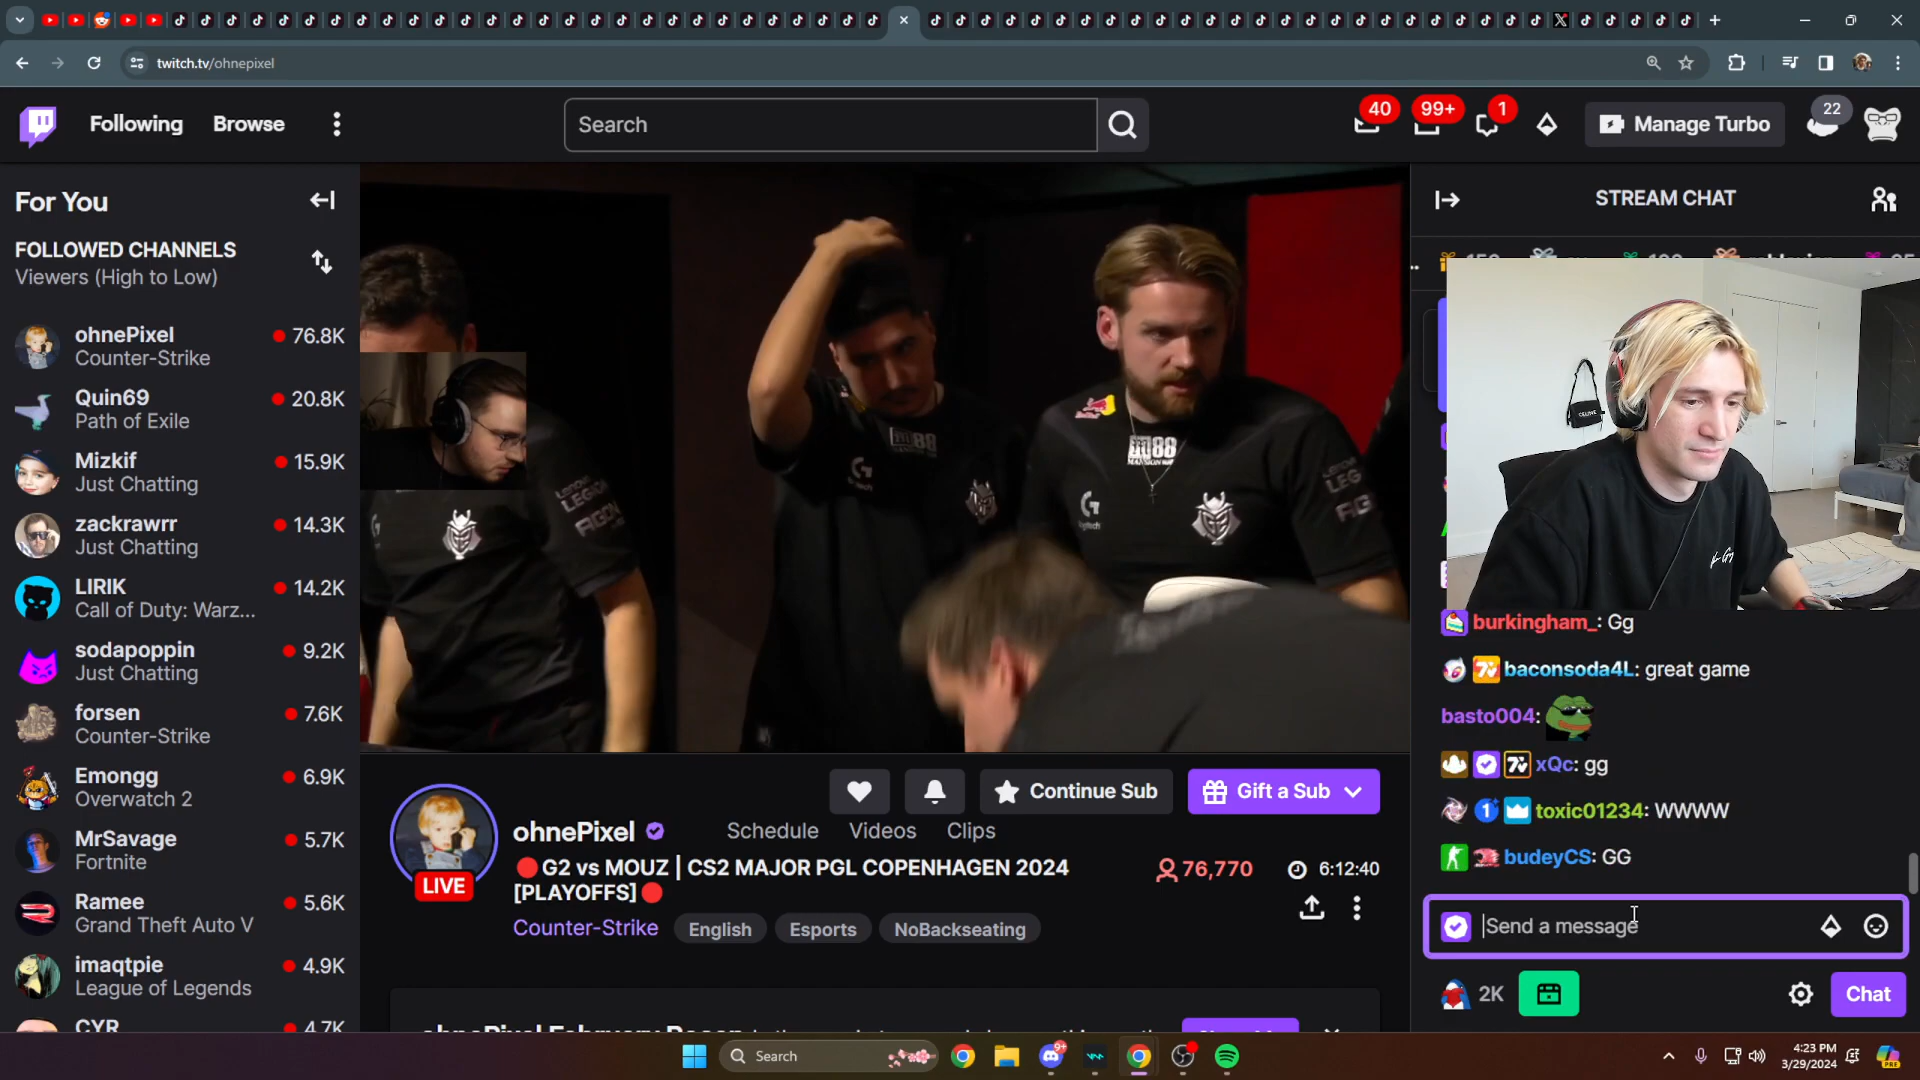 twitch.tv/ohnepixel
Following
Browse
Search
40
99+
1
Manage Turbo
22
For You
FOLLOWED CHANNELS
Viewers (High to Low)
ohnePixel
76.8K
Counter-Strike
Quin69
20.8K
Path of Exile
Mizkif
15.9K
Just Chatting
zackrawrr
14.3K
Just Chatting
LIRIK
14.2K
Call of Duty: Warz...
sodapoppin
9.2K
Just Chatting
forsen
7.6K
Counter-Strike
Emongg
6.9K
Overwatch 2
MrSavage
5.7K
Fortnite
Ramee
5.6K
Grand Theft Auto V
imaqtpie
4.9K
League of Legends
CYR
4.7K
LIVE
ohnePixel
Schedule
Videos
Clips
Continue Sub
Gift a Sub
G2 vs MOUZ | CS2 MAJOR PGL COPENHAGEN 2024
[PLAYOFFS]
76,770
6:12:40
Counter-Strike
English
Esports
NoBackseating
STREAM CHAT
CELINE
burkingham_: Gg
baconsoda4L: great game
basto004:
xQc: gg
toxic01234: WWWW
budeyCS: GG
Send a message
2K
Chat
Search
9+
4:23 PM
3/29/2024